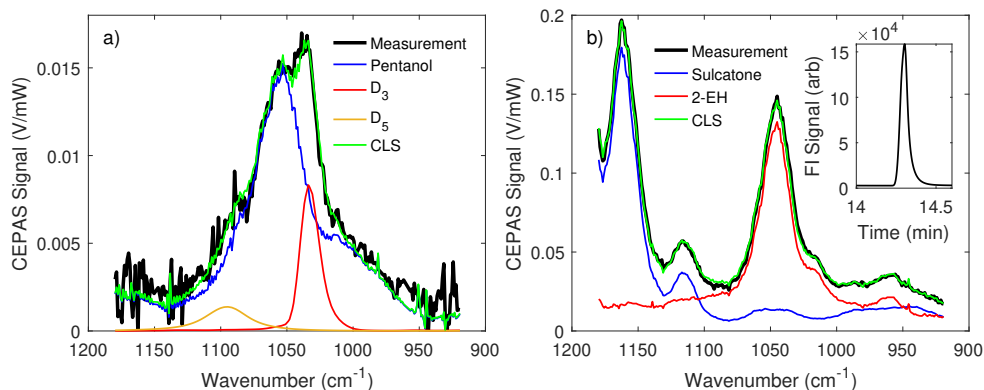 a)
Measurement
Pentanol
D₃
D₅
CLS
0.015
0.01
0.005
0
CEPAS Signal (V/mW)
1200 1150 1100 1050 1000 950 900
Wavenumber (cm⁻¹)
b)
Measurement
Sulcatone
2-EH
CLS
0.2
0.15
0.1
0.05
0
CEPAS Signal (V/mW)
1200 1150 1100 1050 1000 950 900
Wavenumber (cm⁻¹)
×10⁴
15
10
5
0
FI Signal (arb)
14 14.5
Time (min)